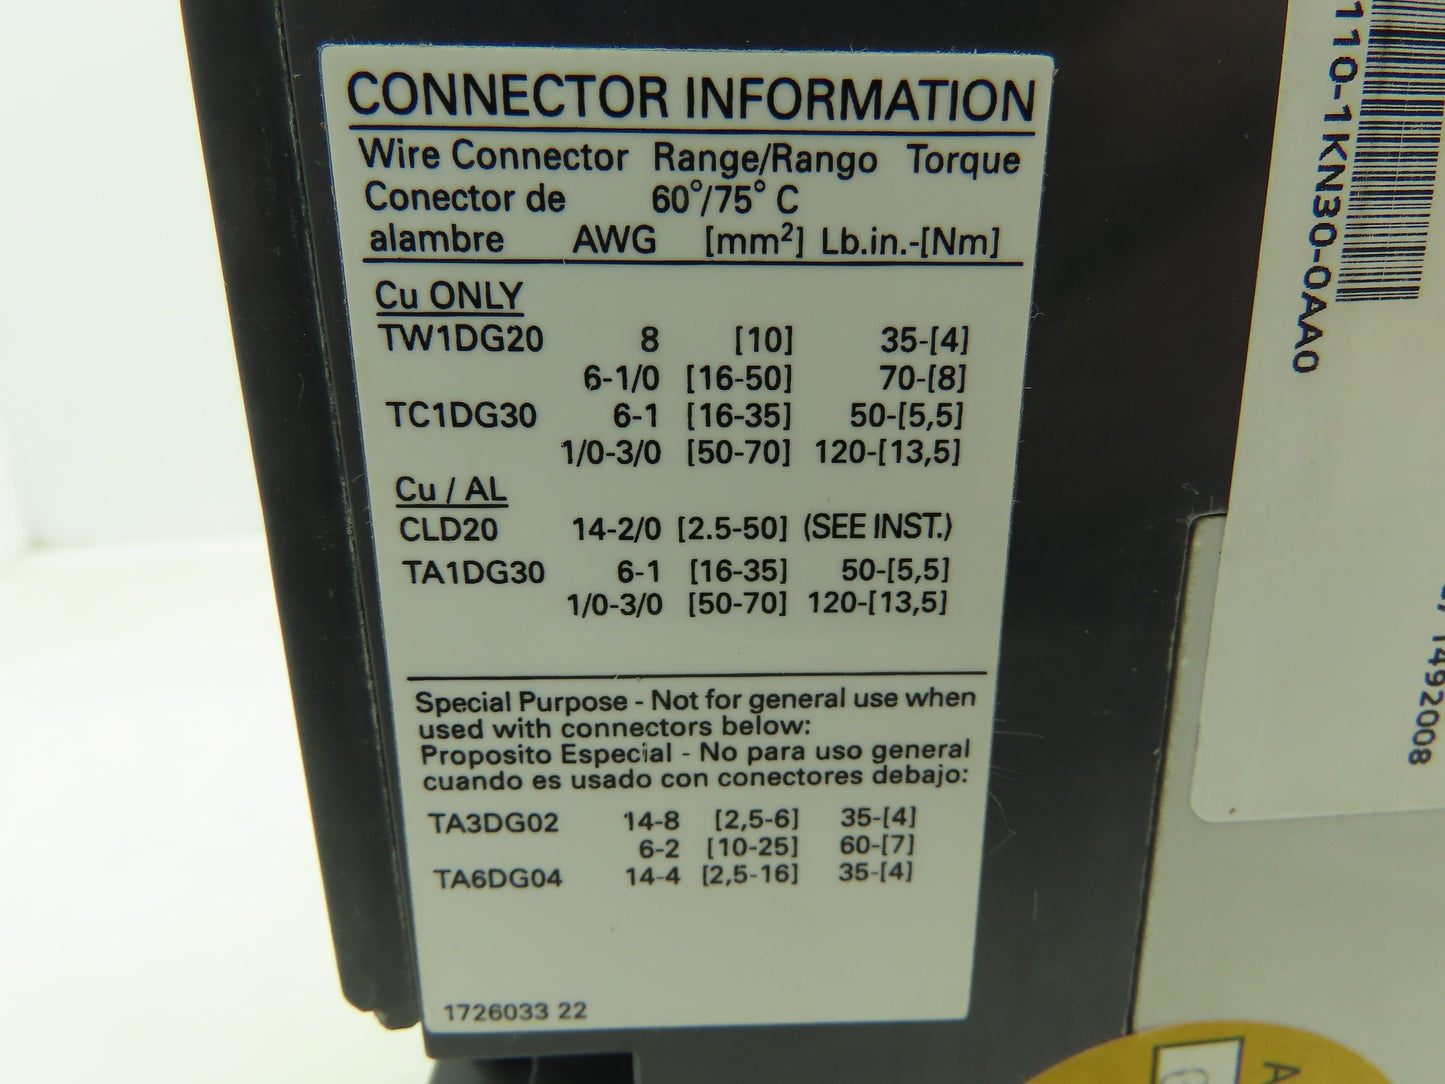 CONNECTOR INFORMATION
Wire Connector Range/Rango Torque
Conector de 60°/75° C
alambre AWG [mm²] Lb.in.-[Nm]
Cu ONLY
TW1DG20 8 [10] 35-[4]
6-1/0 [16-50] 70-[8]
TC1DG30 6-1 [16-35] 50-[5,5]
1/0-3/0 [50-70] 120-[13,5]
Cu / AL
CLD20 14-2/0 [2.5-50] (SEE INST.)
TA1DG30 6-1 [16-35] 50-[5,5]
1/0-3/0 [50-70] 120-[13,5]
Special Purpose - Not for general use when
used with connectors below:
Proposito Especial - No para uso general
cuando es usado con conectores debajo:
TA3DG02 14-8 [2,5-6] 35-[4]
6-2 [10-25] 60-[7]
TA6DG04 14-4 [2,5-16] 35-[4]
1726033 22
110-1KN30-0AA0
/ 1492008
A